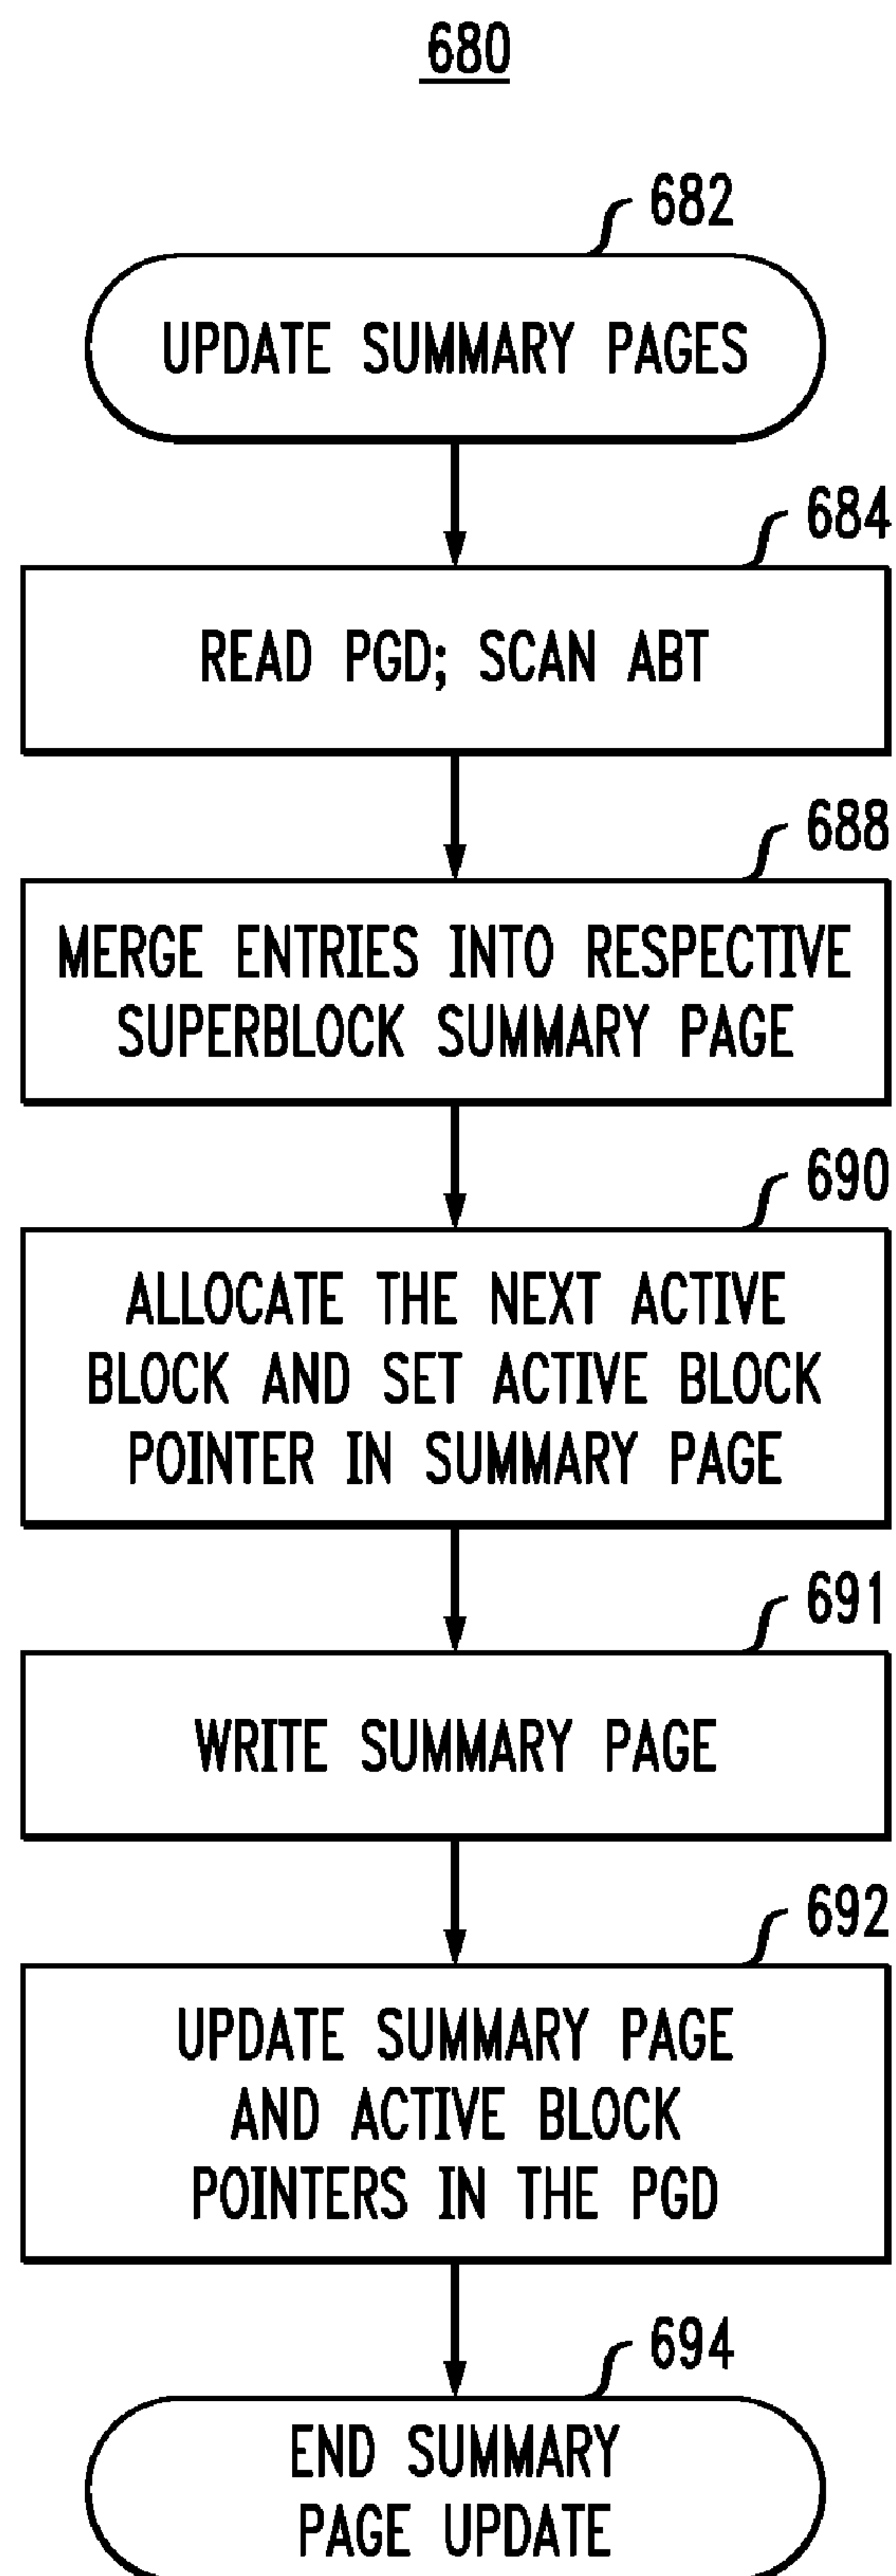 680
682
UPDATE SUMMARY PAGES
684
READ PGD; SCAN ABT
688
MERGE ENTRIES INTO RESPECTIVE
SUPERBLOCK SUMMARY PAGE
690
ALLOCATE THE NEXT ACTIVE
BLOCK AND SET ACTIVE BLOCK
POINTER IN SUMMARY PAGE
691
WRITE SUMMARY PAGE
692
UPDATE SUMMARY PAGE
AND ACTIVE BLOCK
POINTERS IN THE PGD
694
END SUMMARY
PAGE UPDATE